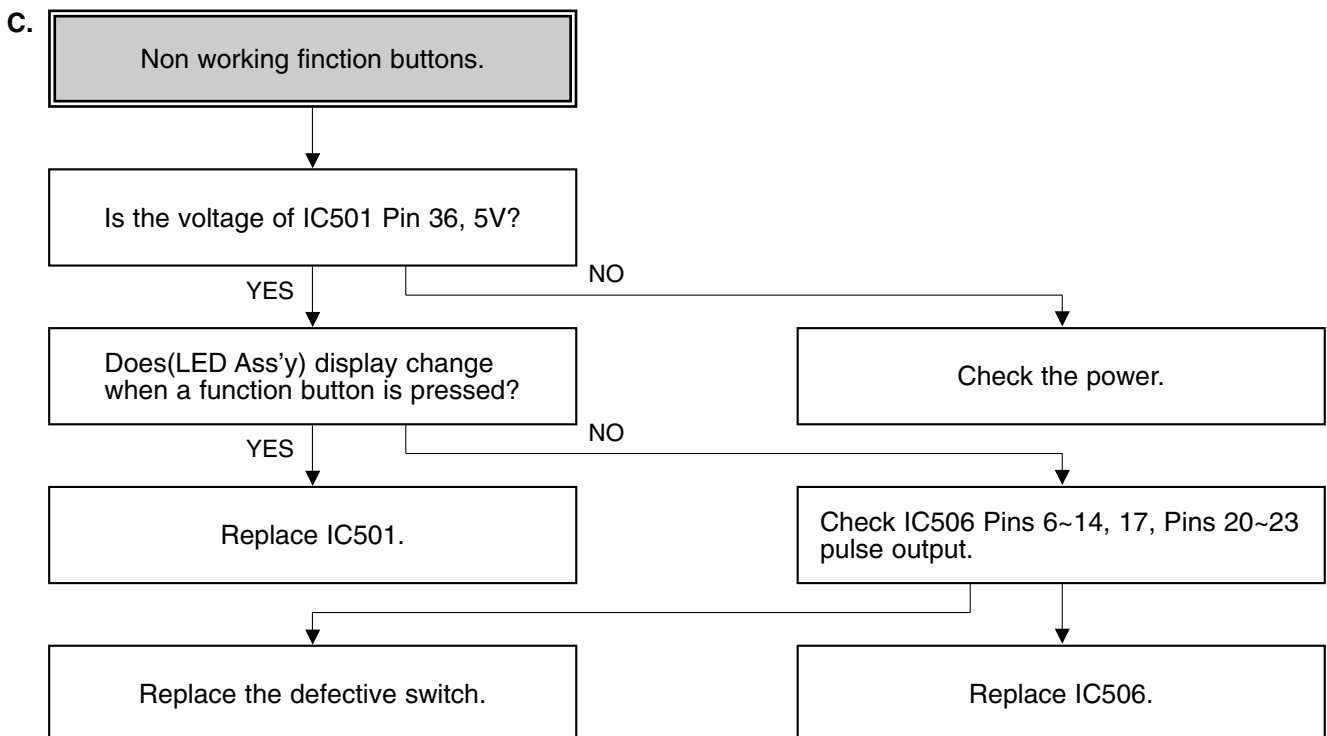 C.
Non working finction buttons.
Is the voltage of IC501 Pin 36, 5V?
YES
NO
Does(LED Ass'y) display change
when a function button is pressed?
Check the power.
YES
NO
Replace IC501.
Check IC506 Pins 6~14, 17, Pins 20~23
pulse output.
Replace the defective switch.
Replace IC506.